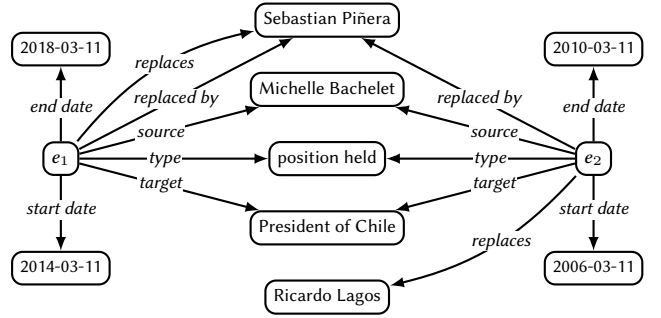 Sebastian Piñera
2018-03-11
2010-03-11
replaces
Michelle Bachelet
end date
replaced by
replaced by
end date
source
source
e1
type
position held
type
e2
target
target
start date
President of Chile
start date
replaces
2014-03-11
2006-03-11
Ricardo Lagos